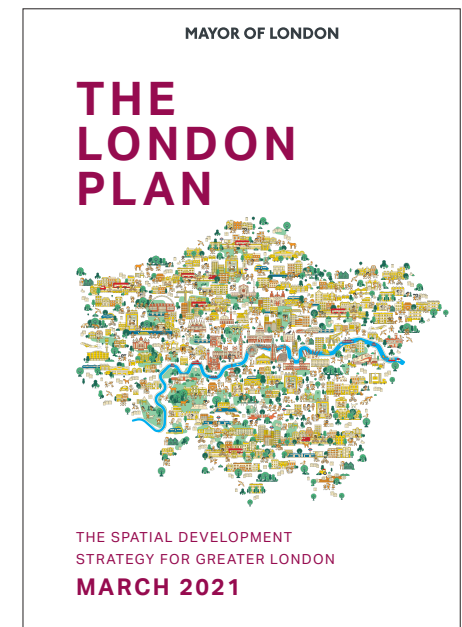 MAYOR OF LONDON
THE
LONDON
PLAN
THE SPATIAL DEVELOPMENT
STRATEGY FOR GREATER LONDON
MARCH 2021